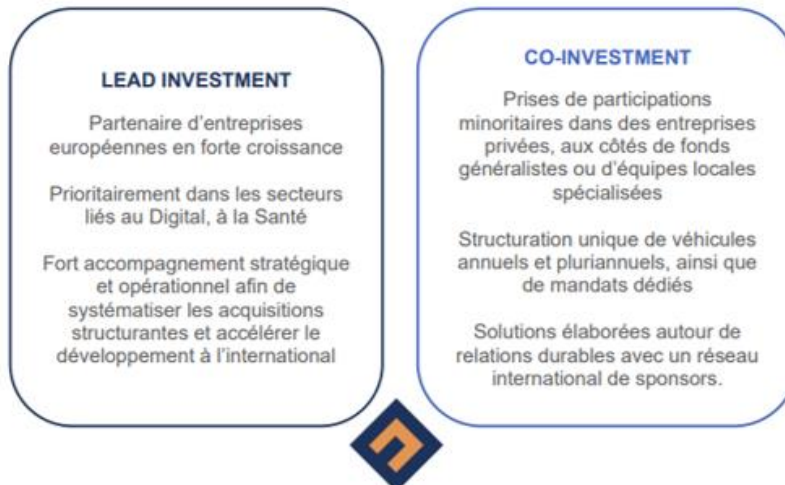 LEAD INVESTMENT
Partenaire d'entreprises
européennes en forte croissance
Prioritairement dans les secteurs
liés au Digital, à la Santé
Fort accompagnement stratégique
et opérationnel afin de
systématiser les acquisitions
structurantes et accélérer le
développement à l'international
CO-INVESTMENT
Prises de participations
minoritaires dans des entreprises
privées, aux côtés de fonds
généralistes ou d'équipes locales
spécialisées
Structuration unique de véhicules
annuels et pluriannuels, ainsi que
de mandats dédiés
Solutions élaborées autour de
relations durables avec un réseau
international de sponsors.